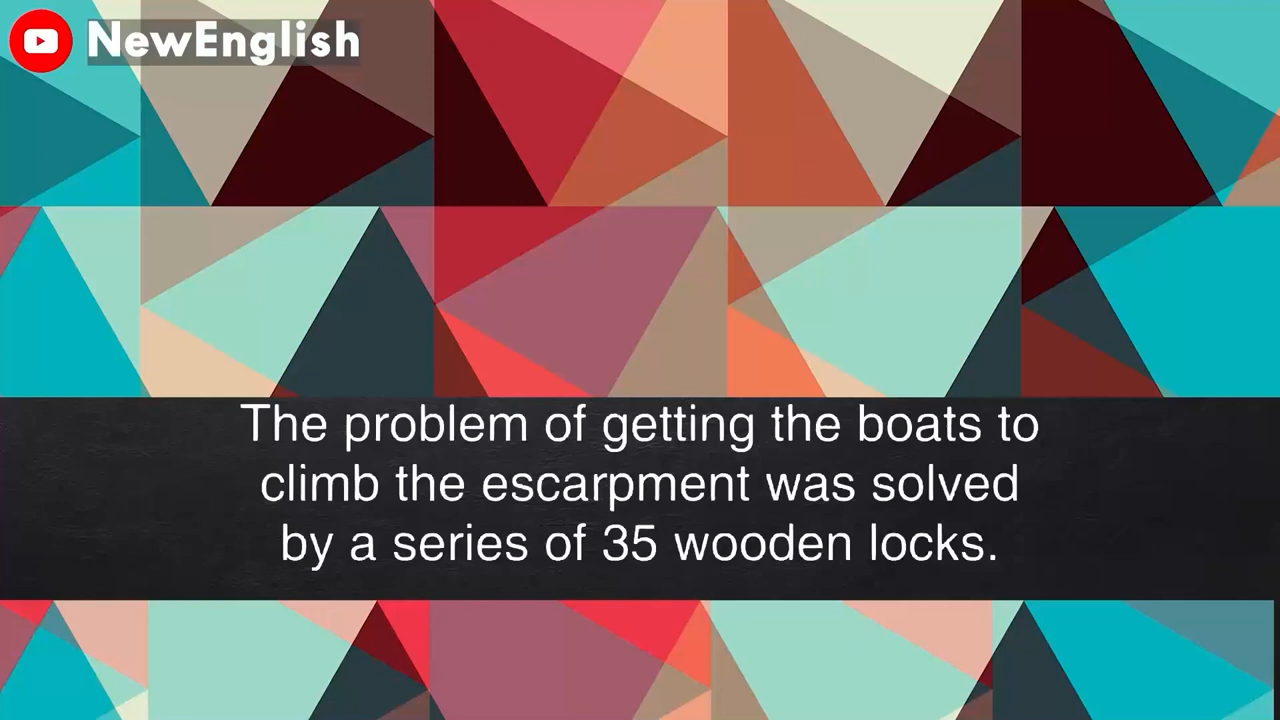 NewEnglish
The problem of getting the boats to
climb the escarpment was solved
by a series of 35 wooden locks.